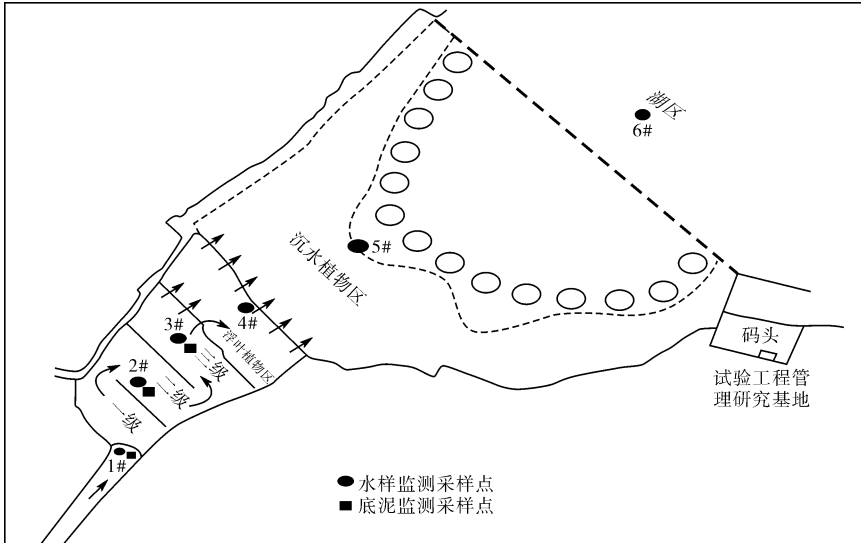 湖区
6#
沉水植物区
5#
4#
3#
三级
浮叶植物区
2#
二级
一级
1#
码头
试验工程管
理研究基地
水样监测采样点
底泥监测采样点